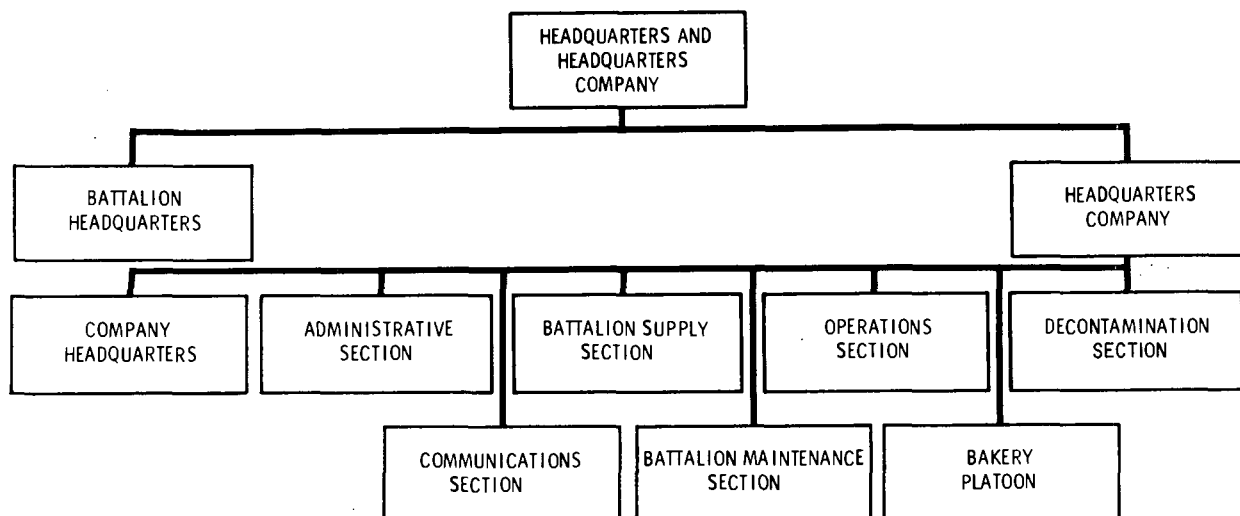 HEADQUARTERS AND
HEADQUARTERS
COMPANY
BATTALION
HEADQUARTERS
HEADQUARTERS
COMPANY
COMPANY
HEADQUARTERS
ADMINISTRATIVE
SECTION
BATTALION SUPPLY
SECTION
OPERATIONS
SECTION
DECONTAMINATION
SECTION
COMMUNICATIONS
SECTION
BATTALION MAINTENANCE
SECTION
BAKERY
PLATOON